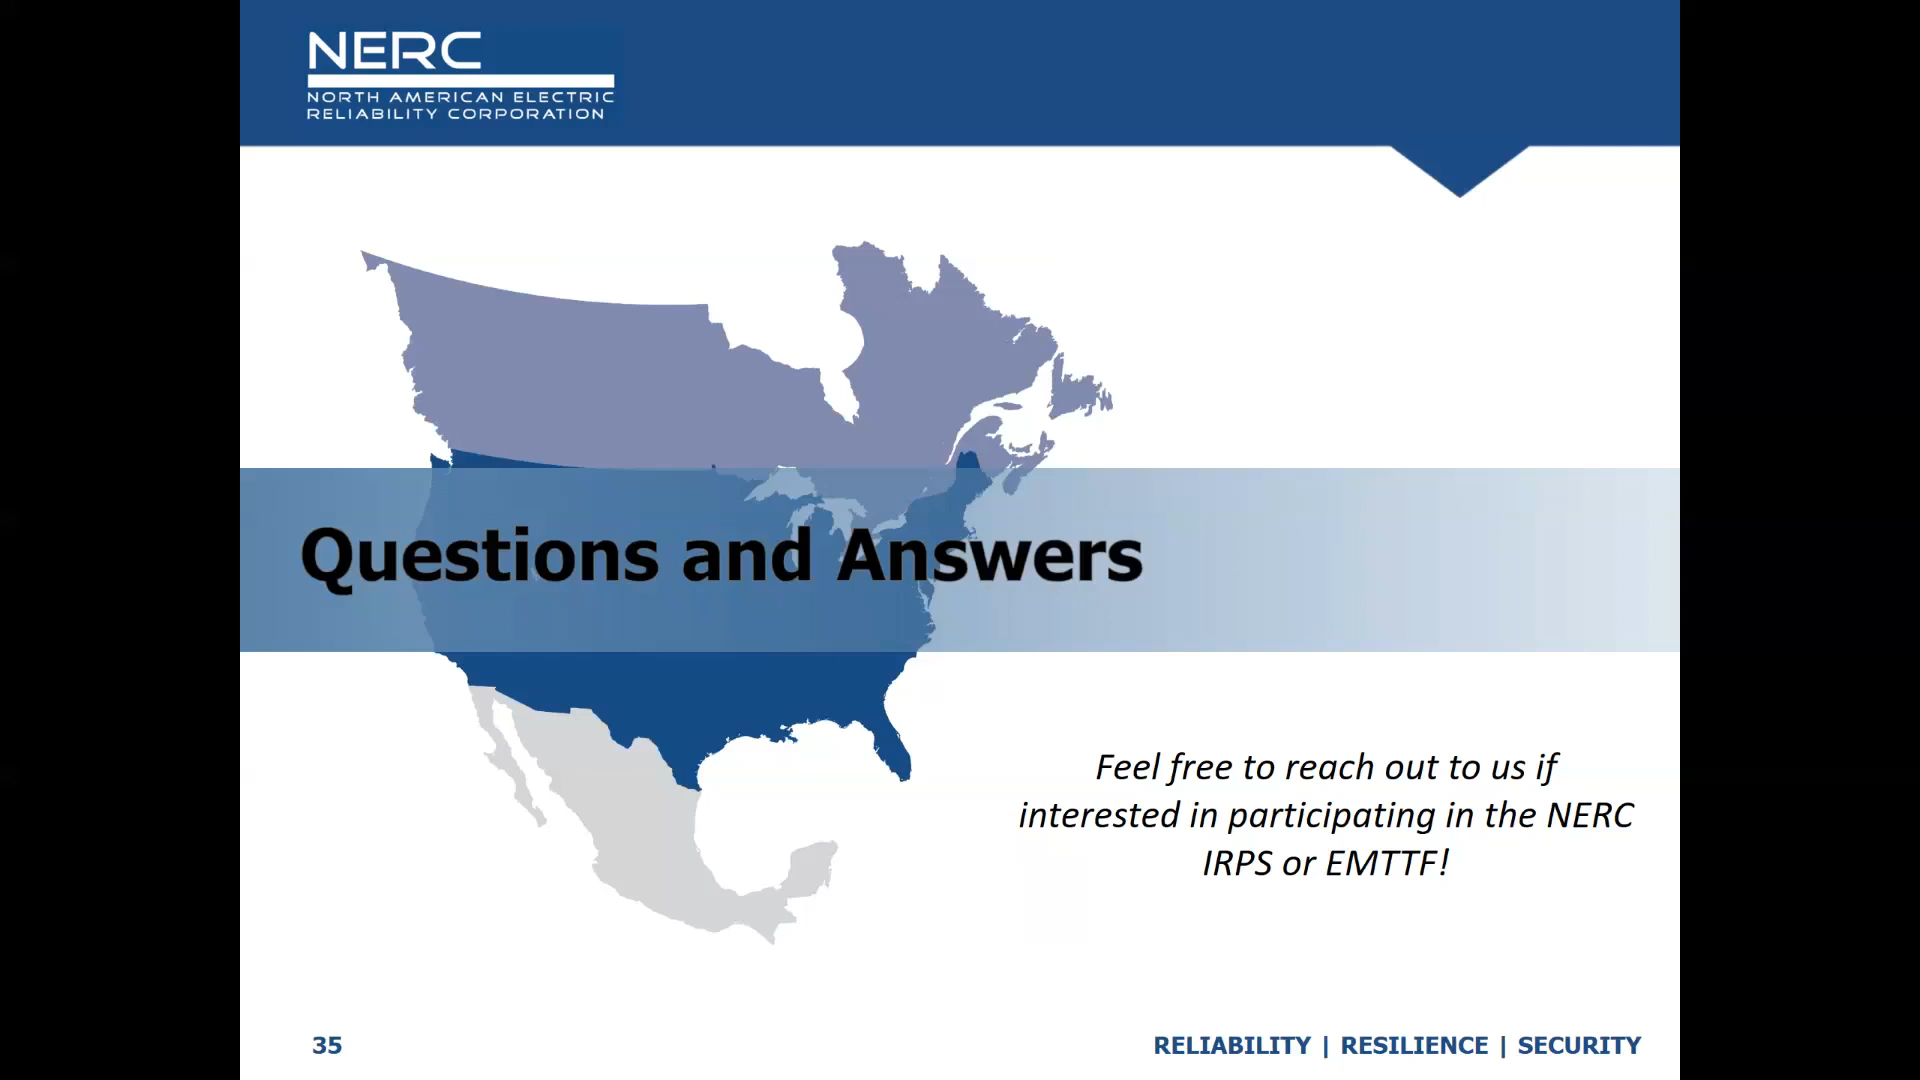 NERC
NORTH AMERICAN ELECTRIC
RELIABILITY CORPORATION
Questions and Answers
Feel free to reach out to us if
interested in participating in the NERC
IRPS or EMTTF!
35
RELIABILITY | RESILIENCE | SECURITY